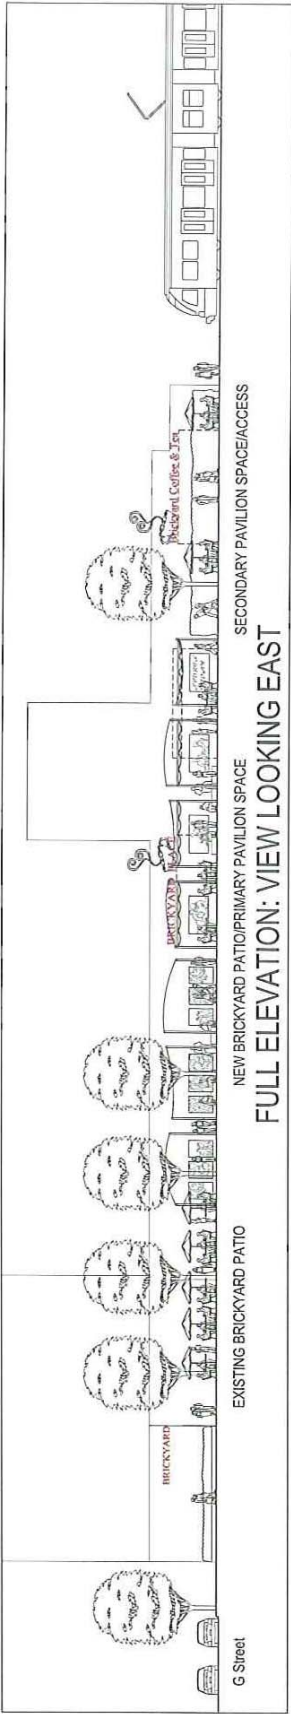 BRICKYARD
BRICKYARD PLACE
Brickyard Coffee & Tea
G Street
EXISTING BRICKYARD PATIO
NEW BRICKYARD PATIO/PRIMARY PAVILION SPACE
SECONDARY PAVILION SPACE/ACCESS
FULL ELEVATION: VIEW LOOKING EAST